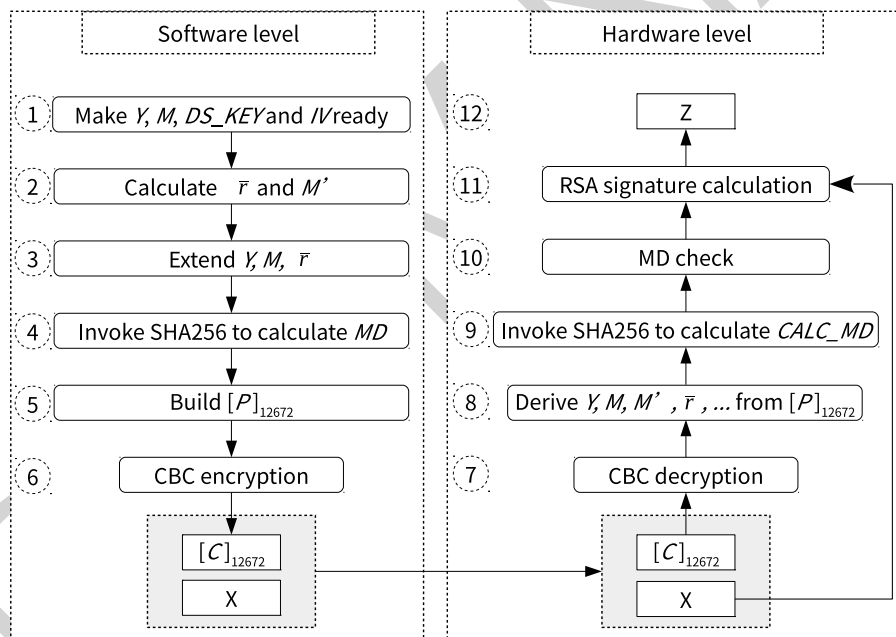 Software level
① Make Y, M, DS_KEY and IV ready
② Calculate r̄ and M’
③ Extend Y, M, r̄
④ Invoke SHA256 to calculate MD
⑤ Build [P]₁₂₆₇₂
⑥ CBC encryption
[C]₁₂₆₇₂
X
Hardware level
⑫ Z
⑪ RSA signature calculation
⑩ MD check
⑨ Invoke SHA256 to calculate CALC_MD
⑧ Derive Y, M, M’, r̄, ... from [P]₁₂₆₇₂
⑦ CBC decryption
[C]₁₂₆₇₂
X